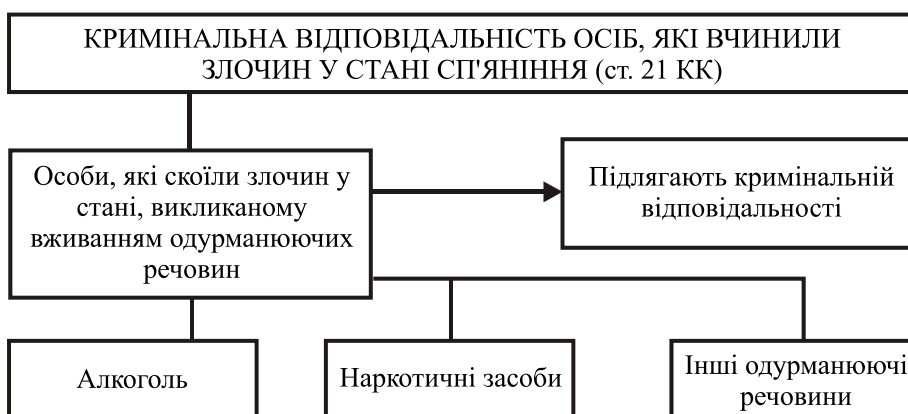 КРИМІНАЛЬНА ВІДПОВІДАЛЬНІСТЬ ОСІБ, ЯКІ ВЧИНИЛИ
ЗЛОЧИН У СТАНІ СП'ЯНІННЯ (ст. 21 КК)
Особи, які скоїли злочин у
стані, викликаному
вживанням одурманюючих
речовин
Підлягають кримінальній
відповідальності
Алкоголь
Наркотичні засоби
Інші одурманюючі
речовини